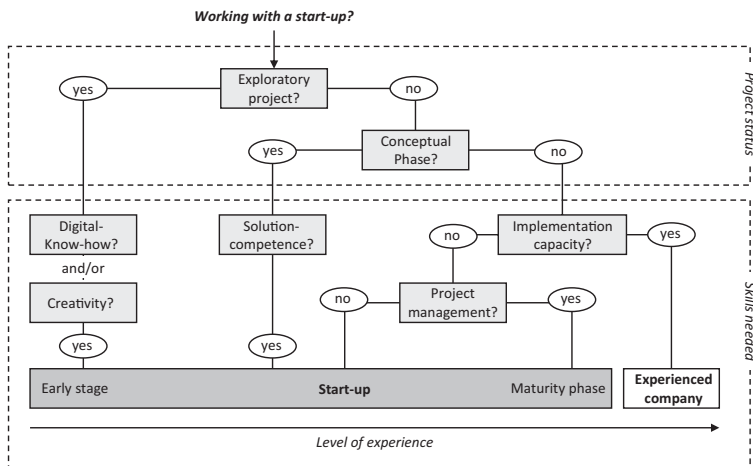 Working with a start-up?
Exploratory
project?
yes
no
Conceptual
Phase?
yes
no
Project status
Digital-
Know-how?
and/or
Creativity?
yes
Solution-
competence?
yes
Implementation
capacity?
no
yes
Project
management?
no
yes
Skills needed
Early stage
Start-up
Maturity phase
Experienced
company
Level of experience